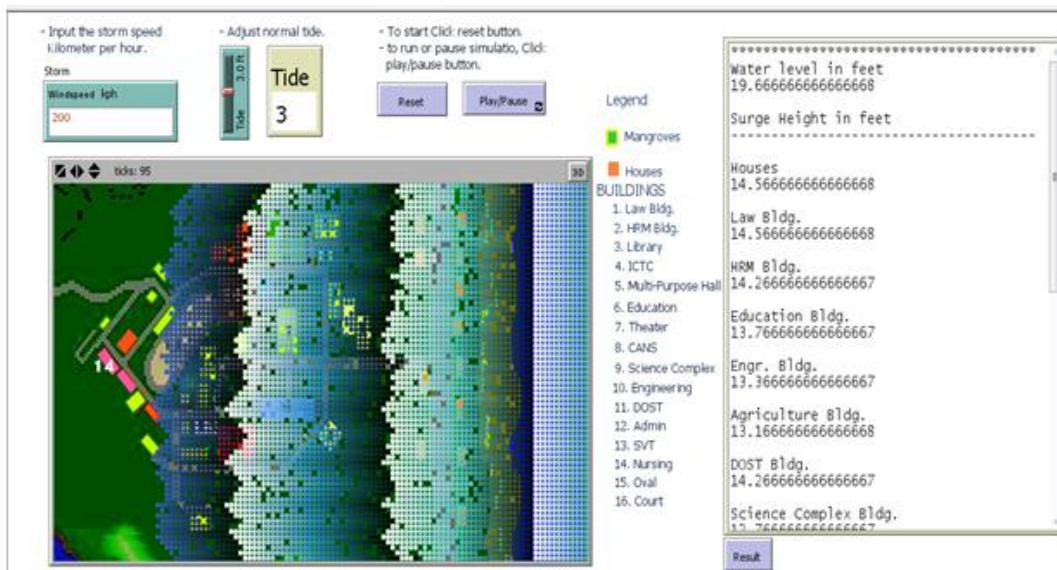 - Input the storm speed
Kilometer per hour.
- Adjust normal tide.
- To start Click reset button.
- to run or pause simulatio, Click
play/pause button.
Storm
Windspeed kph
200
Tide
3.0 ft
Tide
3
Reset
Play/Pause
ticks: 95
3D
14
Legend
Mangroves
Houses
BUILDINGS
1. Law Bldg.
2. HRM Bldg.
3. Library
4. ICTC
5. Multi-Purpose Hall
6. Education
7. Theater
8. CANS
9. Science Complex
10. Engineering
11. DOST
12. Admin
13. SVT
14. Nursing
15. Oval
16. Court
**************************************
Water level in feet
19.666666666666668
Surge Height in feet
--------------------------------------
Houses
14.566666666666668
Law Bldg.
14.566666666666668
HRM Bldg.
14.266666666666667
Education Bldg.
13.766666666666667
Engr. Bldg.
13.366666666666667
Agriculture Bldg.
13.166666666666668
DOST Bldg.
14.266666666666667
Science Complex Bldg.
Result